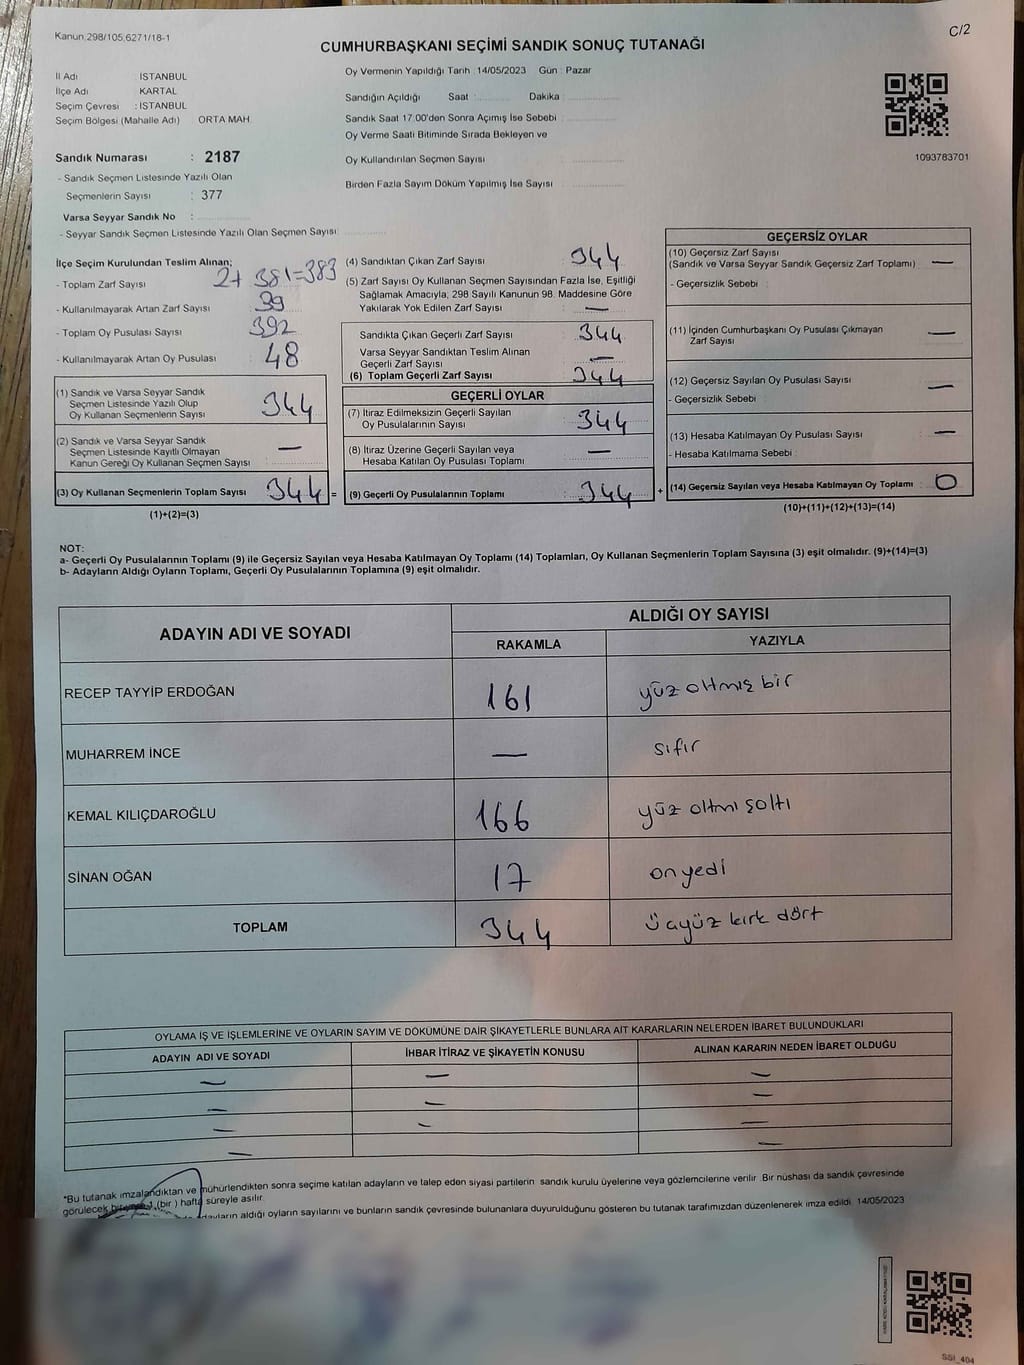 Kanun 298/105,6271/18-1
C/2
CUMHURBAŞKANI SEÇİMİ SANDIK SONUÇ TUTANAĞI
İl Adı : İSTANBUL
İlçe Adı : KARTAL
Seçim Çevresi : İSTANBUL
Seçim Bölgesi (Mahalle Adı) ORTA MAH.
Sandık Numarası : 2187
- Sandık Seçmen Listesinde Yazılı Olan
Seçmenlerin Sayısı : 377
Varsa Seyyar Sandık No :
- Seyyar Sandık Seçmen Listesinde Yazılı Olan Seçmen Sayısı
Oy Vermenin Yapıldığı Tarih : 14/05/2023 Gün : Pazar
Sandığın Açıldığı Saat : Dakika :
Sandık Saat 17:00'den Sonra Açımış İse Sebebi :
Oy Verme Saati Bitiminde Sırada Bekleyen ve
Oy Kullandırılan Seçmen Sayısı :
Birden Fazla Sayım Döküm Yapılmış İse Sayısı :
1093783701
İlçe Seçim Kurulundan Teslim Alınan;
- Toplam Zarf Sayısı : 2+381=383
- Kullanılmayarak Artan Zarf Sayısı : 39
- Toplam Oy Pusulası Sayısı : 392
- Kullanılmayarak Artan Oy Pusulası : 48
(1) Sandık ve Varsa Seyyar Sandık
Seçmen Listesinde Yazılı Olup
Oy Kullanan Seçmenlerin Sayısı 344
(2) Sandık ve Varsa Seyyar Sandık
Seçmen Listesinde Kayıtlı Olmayan
Kanun Gereği Oy Kullanan Seçmen Sayısı —
(3) Oy Kullanan Seçmenlerin Toplam Sayısı 344 =
(1)+(2)=(3)
(4) Sandıktan Çıkan Zarf Sayısı : 344
(5) Zarf Sayısı Oy Kullanan Seçmen Sayısından Fazla İse, Eşitliği
Sağlamak Amacıyla, 298 Sayılı Kanunun 98. Maddesine Göre
Yakılarak Yok Edilen Zarf Sayısı : —
Sandıkta Çıkan Geçerli Zarf Sayısı : 344
Varsa Seyyar Sandıktan Teslim Alınan
Geçerli Zarf Sayısı : —
(6) Toplam Geçerli Zarf Sayısı : 344
GEÇERLİ OYLAR
(7) İtiraz Edilmeksizin Geçerli Sayılan
Oy Pusulalarının Sayısı : 344
(8) İtiraz Üzerine Geçerli Sayılan veya
Hesaba Katılan Oy Pusulası Toplamı : —
(9) Geçerli Oy Pusulalarının Toplamı : 344 +
GEÇERSİZ OYLAR
(10) Geçersiz Zarf Sayısı
(Sandık ve Varsa Seyyar Sandık Geçersiz Zarf Toplamı) : —
- Geçersizlik Sebebi :
(11) İçinden Cumhurbaşkanı Oy Pusulası Çıkmayan
Zarf Sayısı : —
(12) Geçersiz Sayılan Oy Pusulası Sayısı : —
- Geçersizlik Sebebi :
(13) Hesaba Katılmayan Oy Pusulası Sayısı : —
- Hesaba Katılmama Sebebi :
(14) Geçersiz Sayılan veya Hesaba Katılmayan Oy Toplamı : 0
(10)+(11)+(12)+(13)=(14)
NOT:
a- Geçerli Oy Pusulalarının Toplamı (9) ile Geçersiz Sayılan veya Hesaba Katılmayan Oy Toplamı (14) Toplamları, Oy Kullanan Seçmenlerin Toplam Sayısına (3) eşit olmalıdır. (9)+(14)=(3)
b- Adayların Aldığı Oyların Toplamı, Geçerli Oy Pusulalarının Toplamına (9) eşit olmalıdır.
ADAYIN ADI VE SOYADI
ALDIĞI OY SAYISI
RAKAMLA YAZIYLA
RECEP TAYYİP ERDOĞAN 161 yüz altmış bir
MUHARREM İNCE — sıfır
KEMAL KILIÇDAROĞLU 166 yüz altmı şaltı
SİNAN OĞAN 17 onyedi
TOPLAM 344 üçyüz kırk dört
OYLAMA İŞ VE İŞLEMLERİNE VE OYLARIN SAYIM VE DÖKÜMÜNE DAİR ŞİKAYETLERLE BUNLARA AİT KARARLARIN NELERDEN İBARET BULUNDUKLARI
ADAYIN ADI VE SOYADI İHBAR İTİRAZ VE ŞİKAYETİN KONUSU ALINAN KARARIN NEDEN İBARET OLDUĞU
— — —
— — —
— — —
— —
*Bu tutanak imzalandıktan ve mühürlendikten sonra seçime katılan adayların ve talep eden siyasi partilerin sandık kurulu üyelerine veya gözlemcilerine verilir. Bir nüshası da sandık çevresinde
görülecek bir yere 1 (bir) hafta süreyle asılır.
aldığı oyların sayılarını ve bunların sandık çevresinde bulunanlara duyurulduğunu gösteren bu tutanak tarafımızdan düzenlenerek imza edildi. 14/05/2023
SSI_404